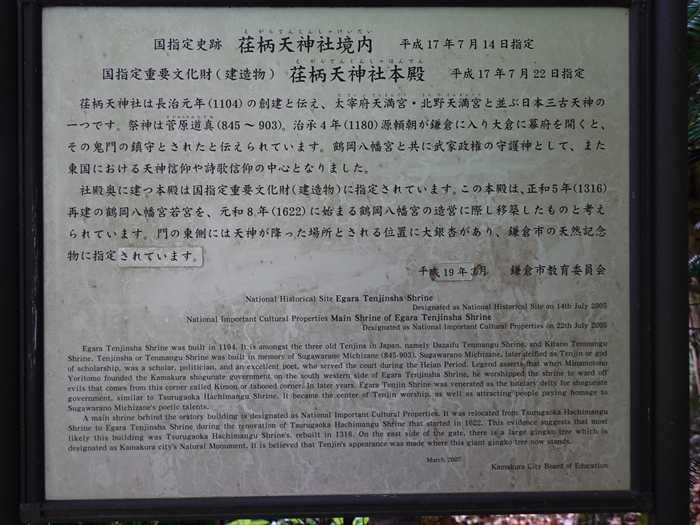 国指定史跡 荏柄天神社境内 平成17年7月14日指定
国指定重要文化財(建造物) 荏柄天神社本殿 平成17年7月22日指定
荏柄天神社は長治元年(1104)の創建と伝え、太宰府天満宮・北野天満宮と並ぶ日本三古天神の
一つです。祭神は菅原道真(845～903)。治承4年(1180)源頼朝が鎌倉に入り大倉に幕府を開くと、
その鬼門の鎮守とされたと伝えられています。鶴岡八幡宮と共に武家政権の守護神として、また
東国における天神信仰や詩歌信仰の中心となりました。
社殿奥に建つ本殿は国指定重要文化財(建造物)に指定されています。この本殿は、正和5年(1316)
再建の鶴岡八幡宮若宮を、元和8年(1622)に始まる鶴岡八幡宮の造営に際し移築したものと考え
られています。門の東側には天神が降った場所とされる位置に大銀杏があり、鎌倉市の天然記念
物に指定されています。
平成19年3月 鎌倉市教育委員会
National Historical Site Egara Tenjinsha Shrine
Designated as National Historical Site on 14th July 2005
National Important Cultural Properties Main Shrine of Egara Tenjinsha Shrine
Designated as National Important Cultural Properties on 22th July 2005
Egara Tenjinsha Shrine was built in 1104. It is amongst the three old Tenjins in Japan, namely Dazaifu Tenmangu Shrine, and Kitano Tenmangu
Shrine. Tenjinsha or Tenmangu Shrine was built in memory of Sugawarano Michizane (845-903). Sugawarano Michizane, later deified as Tenjin or god
of scholarship, was a scholar, politician, and an excellent poet, who served the court during the Heian Period. Legend asserts that when Minamotono
Yoritomo founded the Kamakura shogunate government on the south western side of Egara Tenjinsha Shrine, he worshipped the shrine to ward off
evils that comes from this corner called Kimon or tabooed corner. In later years, Egara Tenjin Shrine was venerated as the tutelary deity for shogunate
government, similar to Tsurugaoka Hachimangu Shrine. It became the center of Tenjin worship, as well as attracting people paying homage to
Sugawarano Michizane's poetic talents.
A main shrine behind the oratory building is designated as National Important Cultural Properties. It was relocated from Tsurugaoka Hachimangu
Shrine to Egara Tenjinsha Shrine during the renovation of Tsurugaoka Hachimangu Shrine that started in 1622. This evidence suggests that most
likely this building was Tsurugaoka Hachimangu Shrine's, rebuilt in 1316. On the east side of the gate, there is a large gingko tree which is
designated as Kamakura city's Natural Monument. It is believed that Tenjin's appearance was made where this giant gingko tree now stands.
March, 2007
Kamakura City Board of Education